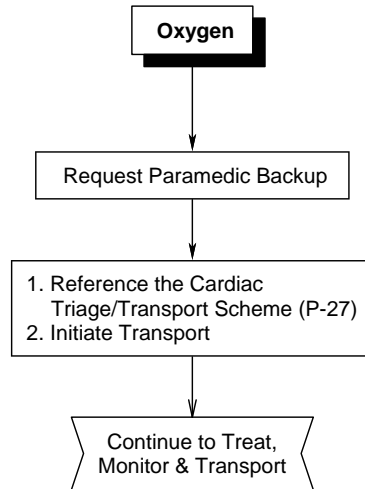 Oxygen
Request Paramedic Backup
1. Reference the Cardiac
Triage/Transport Scheme (P-27)
2. Initiate Transport
Continue to Treat,
Monitor & Transport